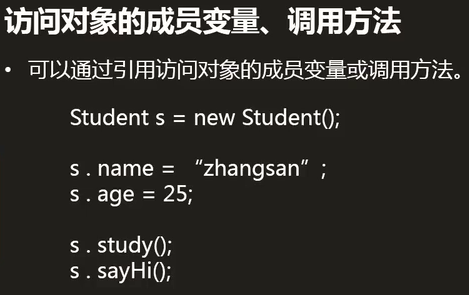 访问对象的成员变量、调用方法
• 可以通过引用访问对象的成员变量或调用方法。
Student s = new Student();
s . name = “zhangsan” ;
s . age = 25;
s . study();
s . sayHi();